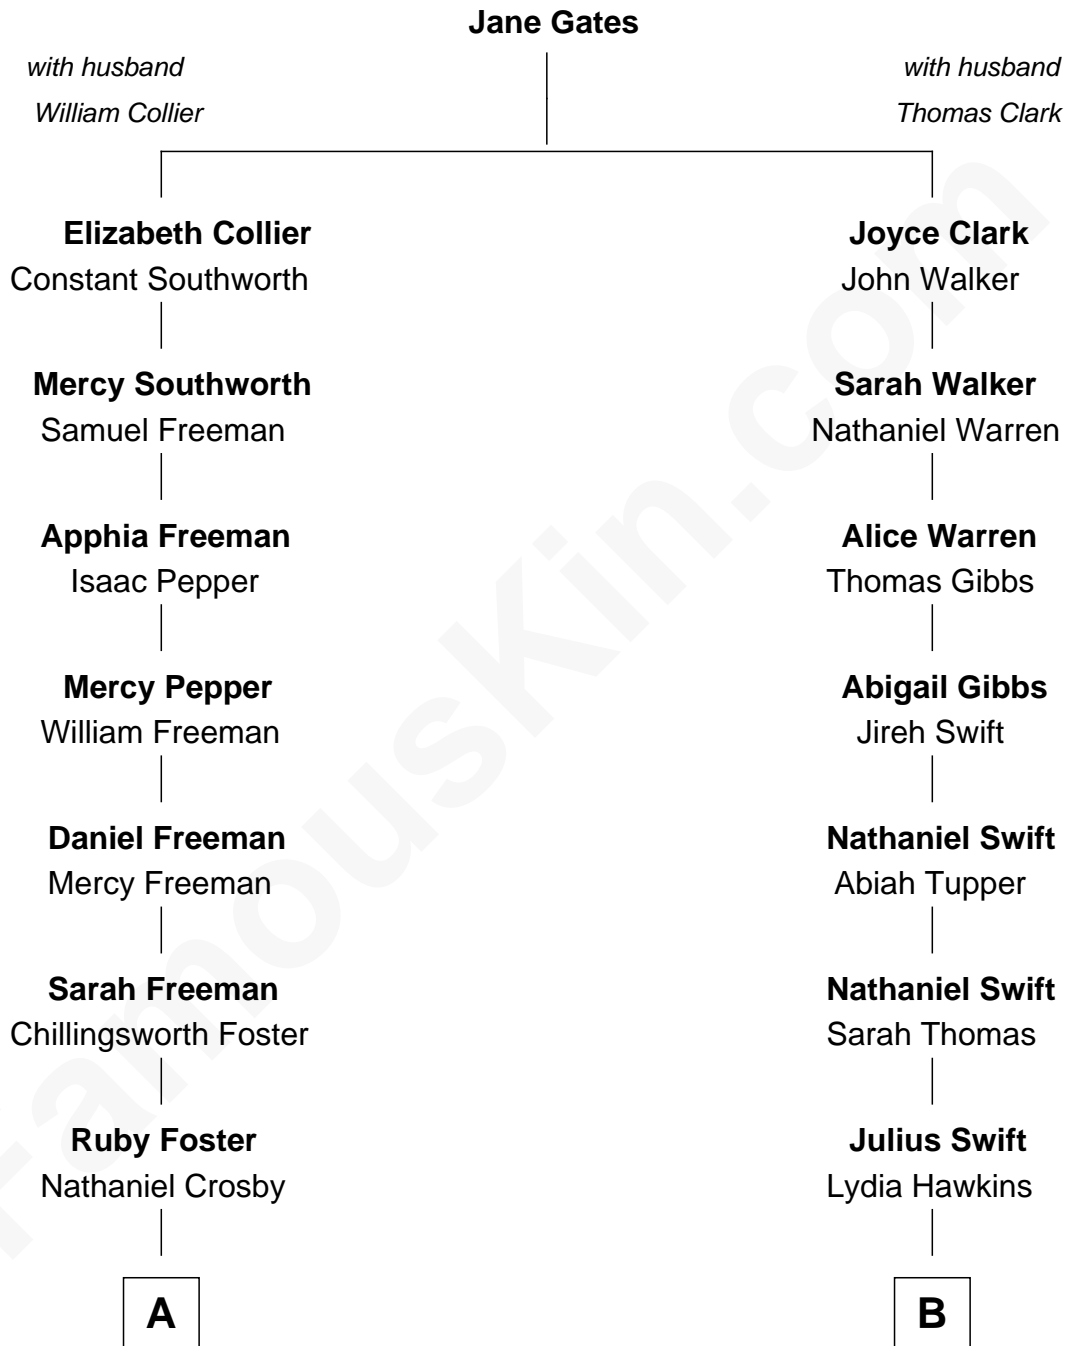 Jane Gates
with husband
William Collier
with husband
Thomas Clark
Elizabeth Collier
Constant Southworth
Joyce Clark
John Walker
Mercy Southworth
Samuel Freeman
Sarah Walker
Nathaniel Warren
Apphia Freeman
Isaac Pepper
Alice Warren
Thomas Gibbs
Mercy Pepper
William Freeman
Abigail Gibbs
Jireh Swift
Daniel Freeman
Mercy Freeman
Nathaniel Swift
Abiah Tupper
Sarah Freeman
Chillingsworth Foster
Nathaniel Swift
Sarah Thomas
Ruby Foster
Nathaniel Crosby
Julius Swift
Lydia Hawkins
A
B
FamousKin.com